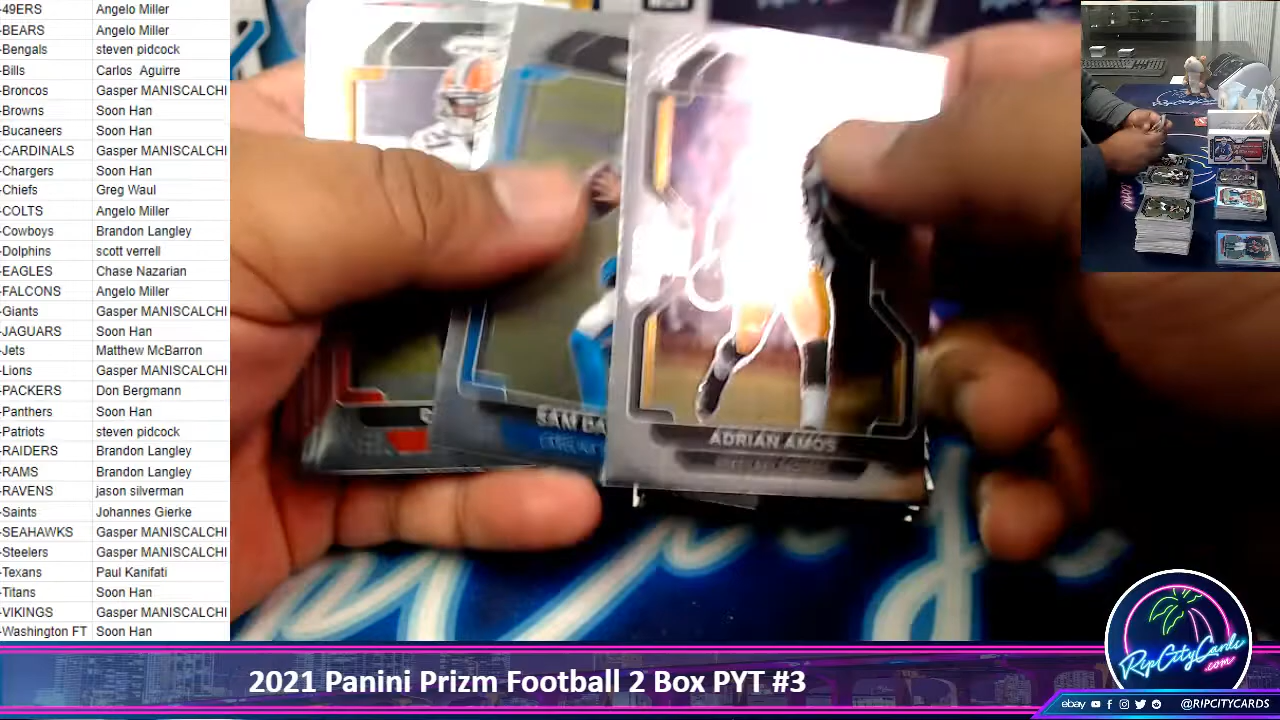 -49ERS Angelo Miller
-BEARS Angelo Miller
-Bengals steven pidcock
-Bills Carlos Aguirre
-Broncos Gasper MANISCALCHI
-Browns Soon Han
-Bucaneers Soon Han
-CARDINALS Gasper MANISCALCHI
-Chargers Soon Han
-Chiefs Greg Waul
-COLTS Angelo Miller
-Cowboys Brandon Langley
-Dolphins scott verrell
-EAGLES Chase Nazarian
-FALCONS Angelo Miller
-Giants Gasper MANISCALCHI
-JAGUARS Soon Han
-Jets Matthew McBarron
-Lions Gasper MANISCALCHI
-PACKERS Don Bergmann
-Panthers Soon Han
-Patriots steven pidcock
-RAIDERS Brandon Langley
-RAMS Brandon Langley
-RAVENS jason silverman
-Saints Johannes Gierke
-SEAHAWKS Gasper MANISCALCHI
-Steelers Gasper MANISCALCHI
-Texans Paul Kanifati
-Titans Soon Han
-VIKINGS Gasper MANISCALCHI
-Washington FT Soon Han
SAM
ADRIAN AMOS
2021 Panini Prizm Football 2 Box PYT #3
RipCityCards
.com
ebay @RIPCITYCARDS